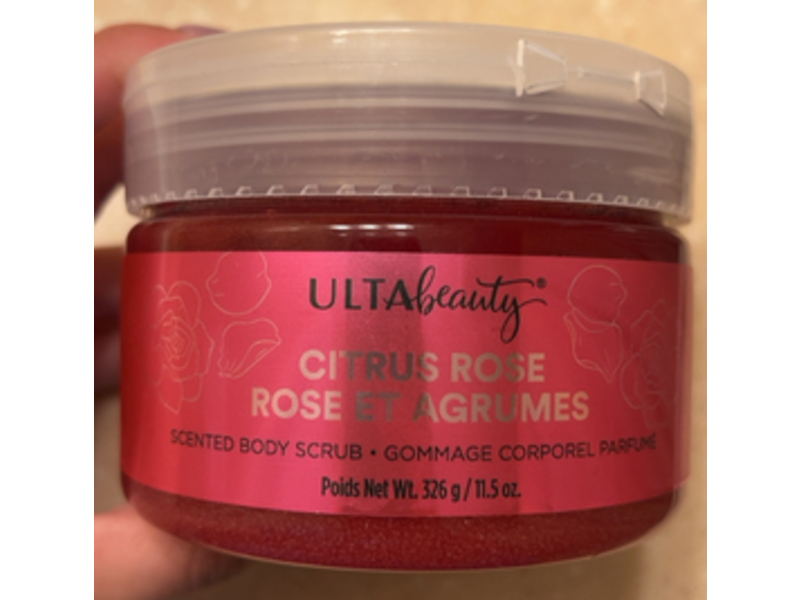 ULTAbeauty®
CITRUS ROSE
ROSE ET AGRUMES
SCENTED BODY SCRUB • GOMMAGE CORPOREL PARFUMÉ
Poids Net Wt. 326 g / 11.5 oz.